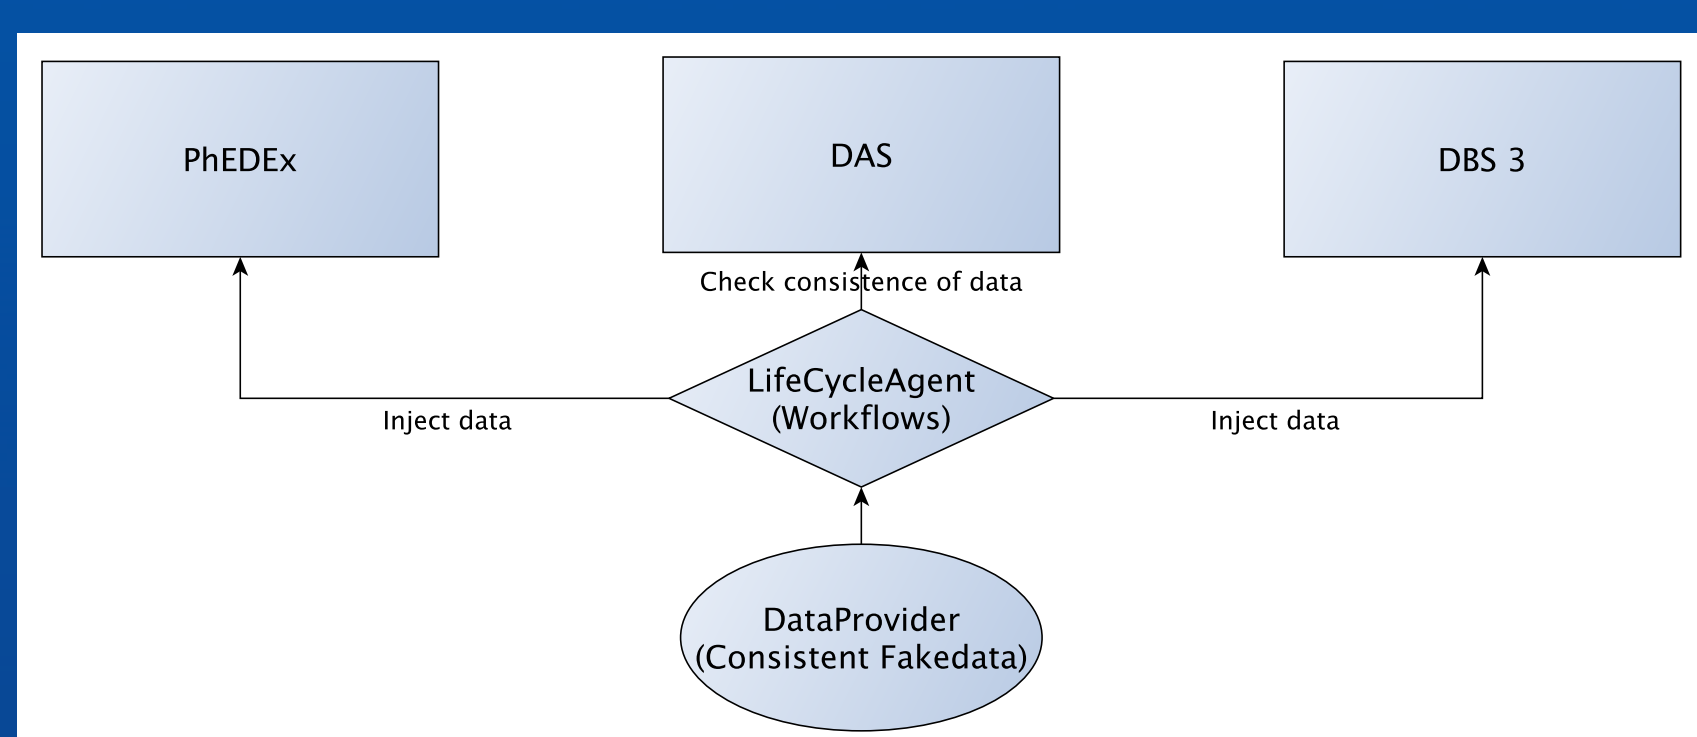 PhEDEx
DAS
DBS 3
Check consistence of data
LifeCycleAgent
(Workflows)
Inject data
Inject data
DataProvider
(Consistent Fakedata)